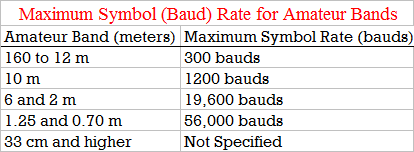 Maximum Symbol (Baud) Rate for Amateur Bands
Amateur Band (meters) Maximum Symbol Rate (bauds)
160 to 12 m 300 bauds
10 m 1200 bauds
6 and 2 m 19,600 bauds
1.25 and 0.70 m 56,000 bauds
33 cm and higher Not Specified